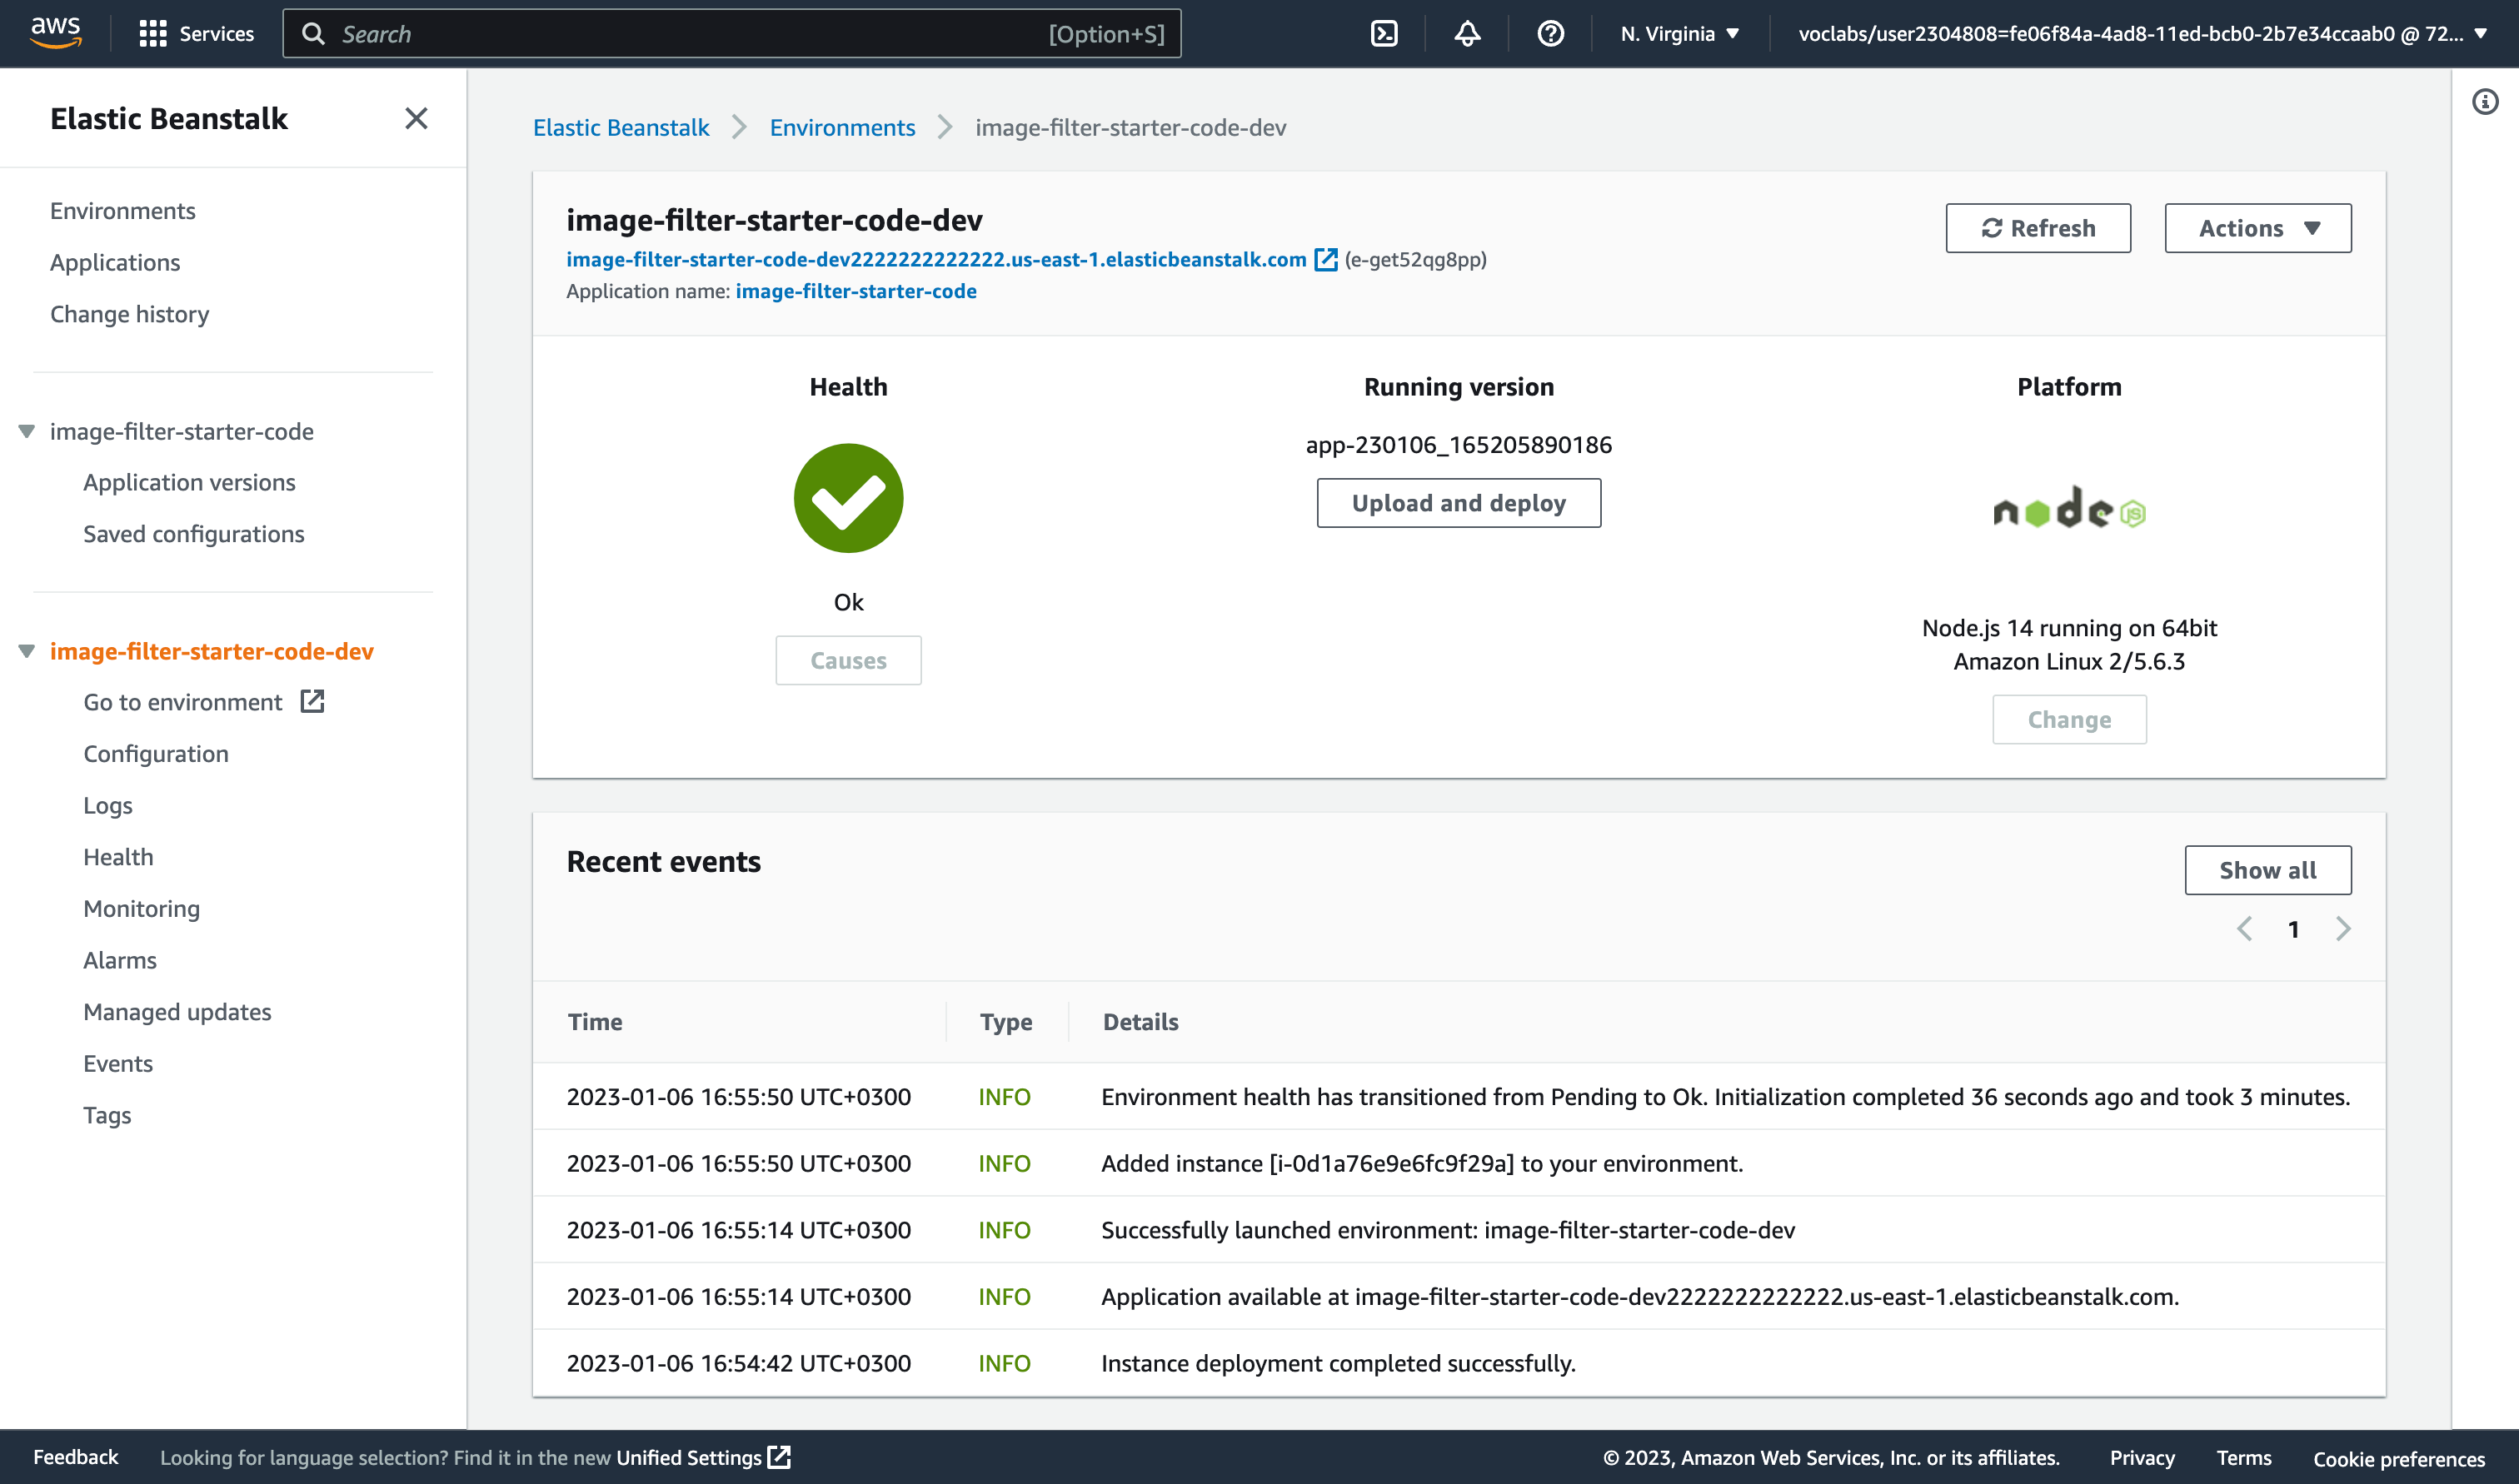 aws
Services
Search
[Option+S]
N. Virginia
voclabs/user2304808=fe06f84a-4ad8-11ed-bcb0-2b7e34ccaab0 @ 72...
Elastic Beanstalk
Environments
Applications
Change history
image-filter-starter-code
Application versions
Saved configurations
image-filter-starter-code-dev
Go to environment
Configuration
Logs
Health
Monitoring
Alarms
Managed updates
Events
Tags
Elastic Beanstalk
Environments
image-filter-starter-code-dev
image-filter-starter-code-dev
image-filter-starter-code-dev2222222222222.us-east-1.elasticbeanstalk.com (e-get52qg8pp)
Application name: image-filter-starter-code
Refresh
Actions
Health
Ok
Causes
Running version
app-230106_165205890186
Upload and deploy
Platform
node JS
Node.js 14 running on 64bit
Amazon Linux 2/5.6.3
Change
Recent events
Show all
1
Time Type Details
2023-01-06 16:55:50 UTC+0300 INFO Environment health has transitioned from Pending to Ok. Initialization completed 36 seconds ago and took 3 minutes.
2023-01-06 16:55:50 UTC+0300 INFO Added instance [i-0d1a76e9e6fc9f29a] to your environment.
2023-01-06 16:55:14 UTC+0300 INFO Successfully launched environment: image-filter-starter-code-dev
2023-01-06 16:55:14 UTC+0300 INFO Application available at image-filter-starter-code-dev2222222222222.us-east-1.elasticbeanstalk.com.
2023-01-06 16:54:42 UTC+0300 INFO Instance deployment completed successfully.
Feedback
Looking for language selection? Find it in the new Unified Settings
© 2023, Amazon Web Services, Inc. or its affiliates.
Privacy
Terms
Cookie preferences